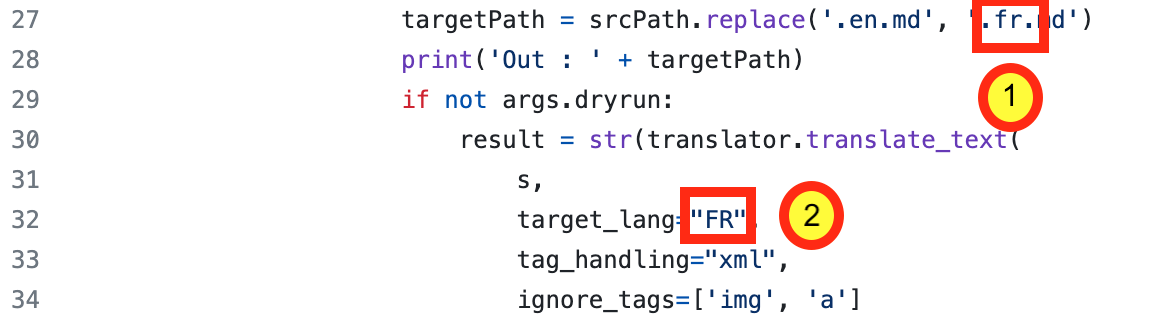 27 targetPath = srcPath.replace('.en.md', '.fr.md')
28 print('Out : ' + targetPath)
29 if not args.dryrun:
1
30 result = str(translator.translate_text(
31 s,
32 target_lang="FR",
2
33 tag_handling="xml",
34 ignore_tags=['img', 'a']